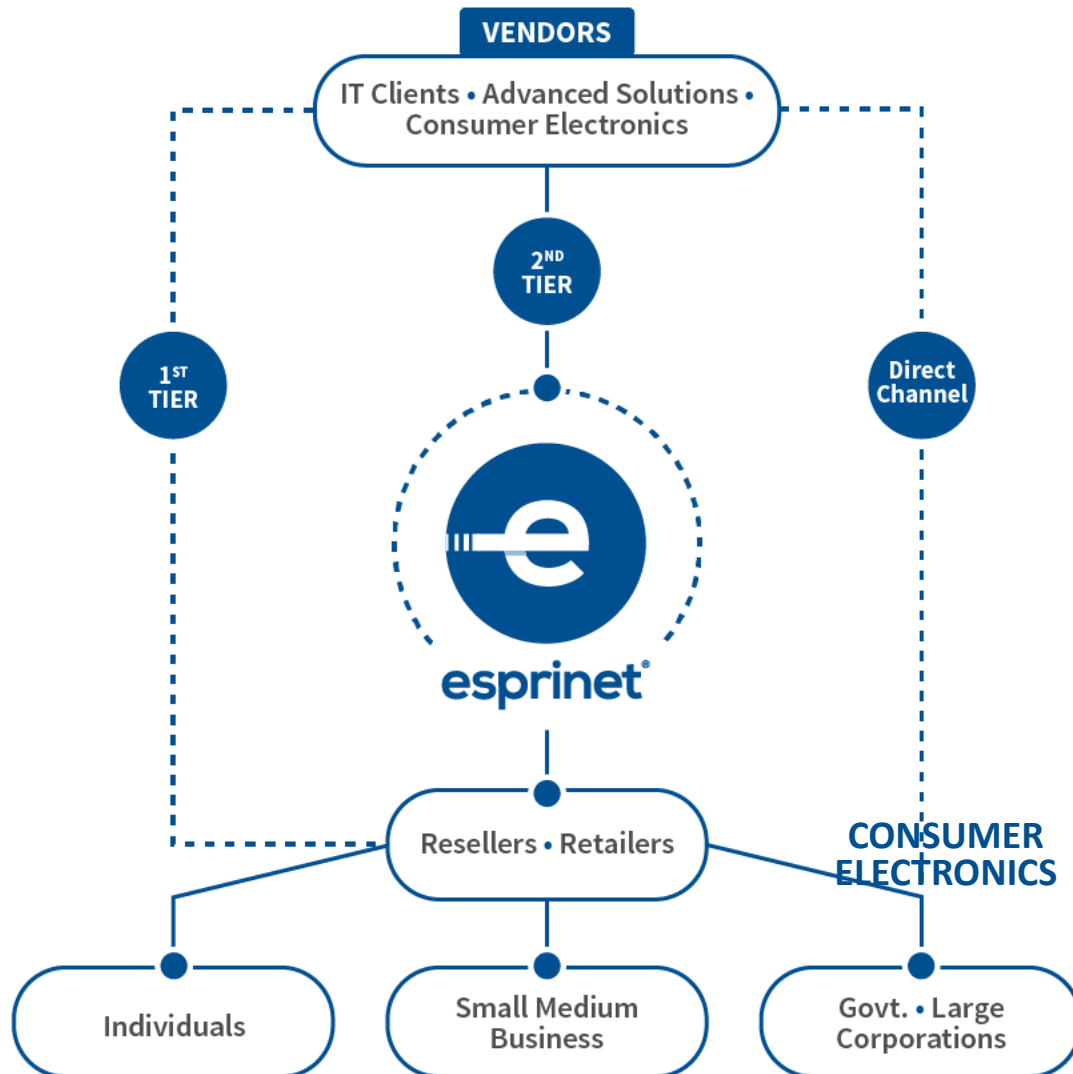 VENDORS
IT Clients • Advanced Solutions •
Consumer Electronics
2ND
TIER
1ST
TIER
Direct
Channel
e
esprinet®
Resellers • Retailers
CONSUMER
ELECTRONICS
Individuals
Small Medium
Business
Govt. • Large
Corporations